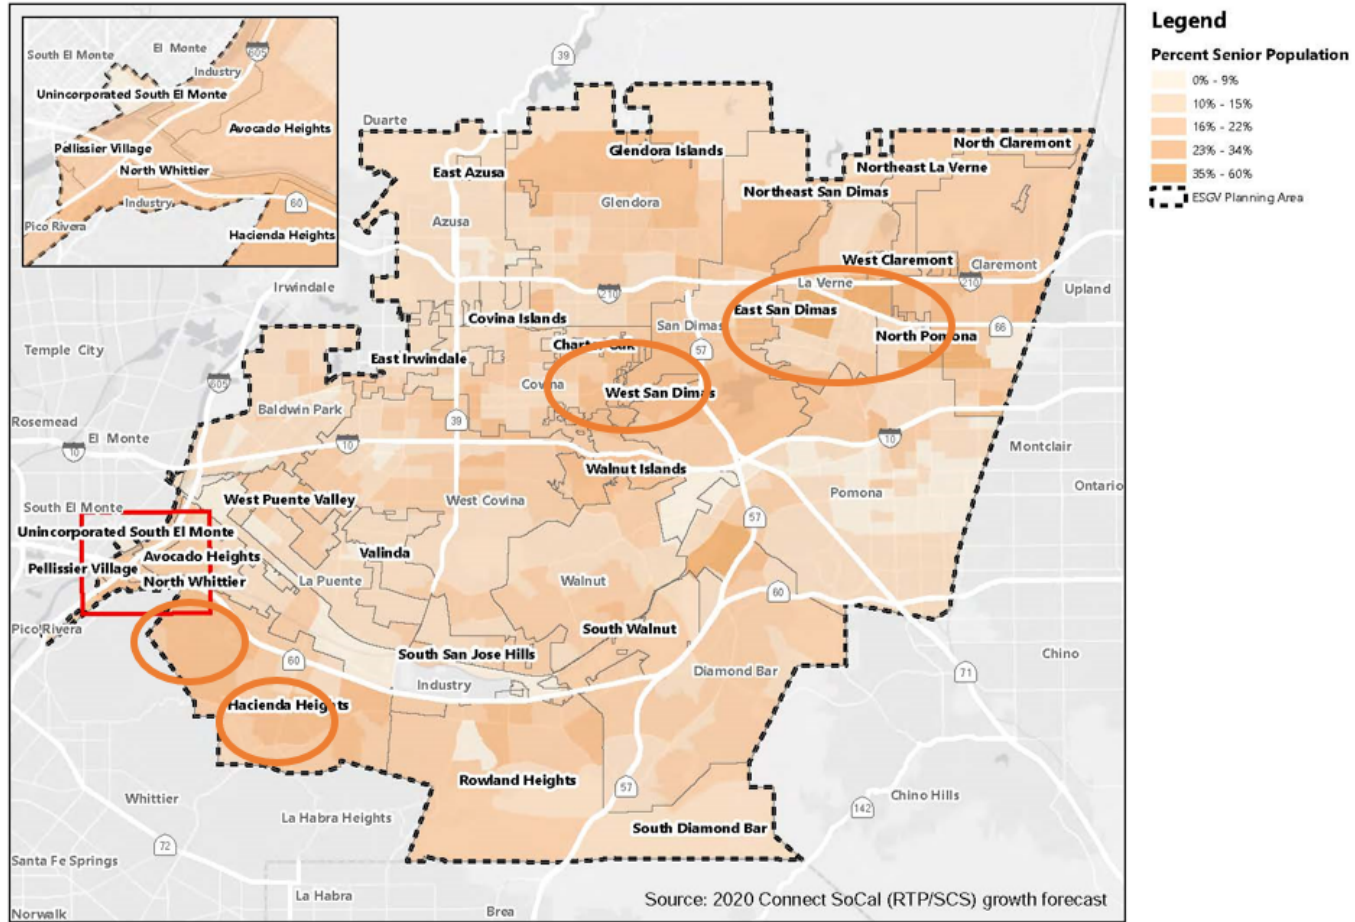 Legend
Percent Senior Population
0% - 9%
10% - 15%
16% - 22%
23% - 34%
35% - 60%
ESGV Planning Area
South El Monte
El Monte
605
Industry
Unincorporated South El Monte
Avocado Heights
Pellissier Village
North Whittier
Industry
60
Pico Rivera
Hacienda Heights
39
Duarte
Glendora Islands
North Claremont
East Azusa
Northeast La Verne
Northeast San Dimas
Glendora
Azusa
West Claremont
Claremont
Irwindale
210
La Verne
210
Upland
Covina Islands
East San Dimas
San Dimas
66
North Pomona
Temple City
East Irwindale
Charter Oak
57
605
Covina
West San Dimas
Baldwin Park
39
Rosemead
El Monte
10
10
10
Montclair
Walnut Islands
Ontario
West Puente Valley
West Covina
Pomona
South El Monte
57
Unincorporated South El Monte
Avocado Heights
Valinda
Pellissier Village
North Whittier
La Puente
Walnut
60
Pico Rivera
South Walnut
South San Jose Hills
Chino
60
Industry
Diamond Bar
71
Hacienda Heights
Rowland Heights
57
Whittier
Chino Hills
142
La Habra Heights
South Diamond Bar
72
Santa Fe Springs
La Habra
Source: 2020 Connect SoCal (RTP/SCS) growth forecast
Norwalk
Brea